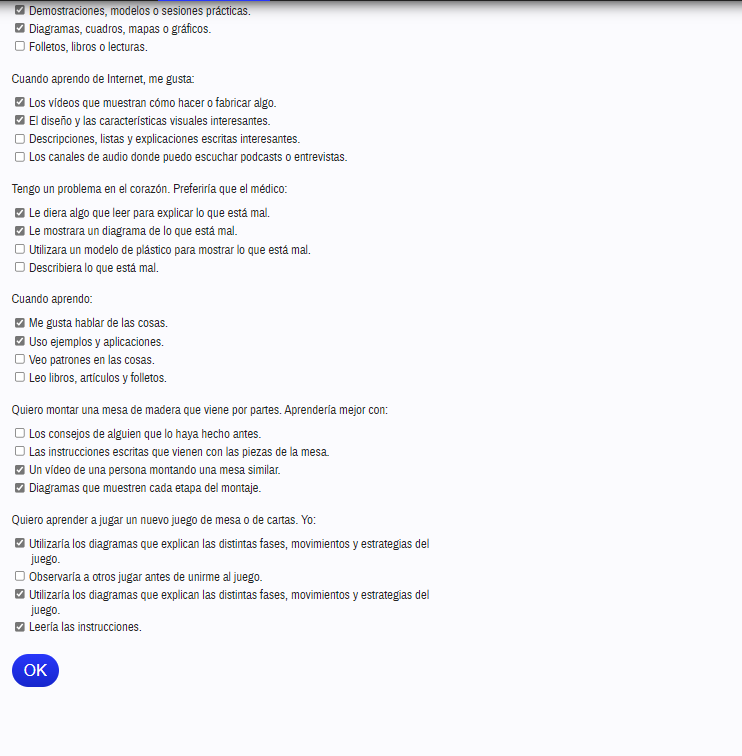 Demostraciones, modelos o sesiones prácticas.
Diagramas, cuadros, mapas o gráficos.
Folletos, libros o lecturas.
Cuando aprendo de Internet, me gusta:
Los vídeos que muestran cómo hacer o fabricar algo.
El diseño y las características visuales interesantes.
Descripciones, listas y explicaciones escritas interesantes.
Los canales de audio donde puedo escuchar podcasts o entrevistas.
Tengo un problema en el corazón. Preferiría que el médico:
Le diera algo que leer para explicar lo que está mal.
Le mostrara un diagrama de lo que está mal.
Utilizara un modelo de plástico para mostrar lo que está mal.
Describiera lo que está mal.
Cuando aprendo:
Me gusta hablar de las cosas.
Uso ejemplos y aplicaciones.
Veo patrones en las cosas.
Leo libros, artículos y folletos.
Quiero montar una mesa de madera que viene por partes. Aprendería mejor con:
Los consejos de alguien que lo haya hecho antes.
Las instrucciones escritas que vienen con las piezas de la mesa.
Un vídeo de una persona montando una mesa similar.
Diagramas que muestren cada etapa del montaje.
Quiero aprender a jugar un nuevo juego de mesa o de cartas. Yo:
Utilizaría los diagramas que explican las distintas fases, movimientos y estrategias del
juego.
Observaría a otros jugar antes de unirme al juego.
Utilizaría los diagramas que explican las distintas fases, movimientos y estrategias del
juego.
Leería las instrucciones.
OK